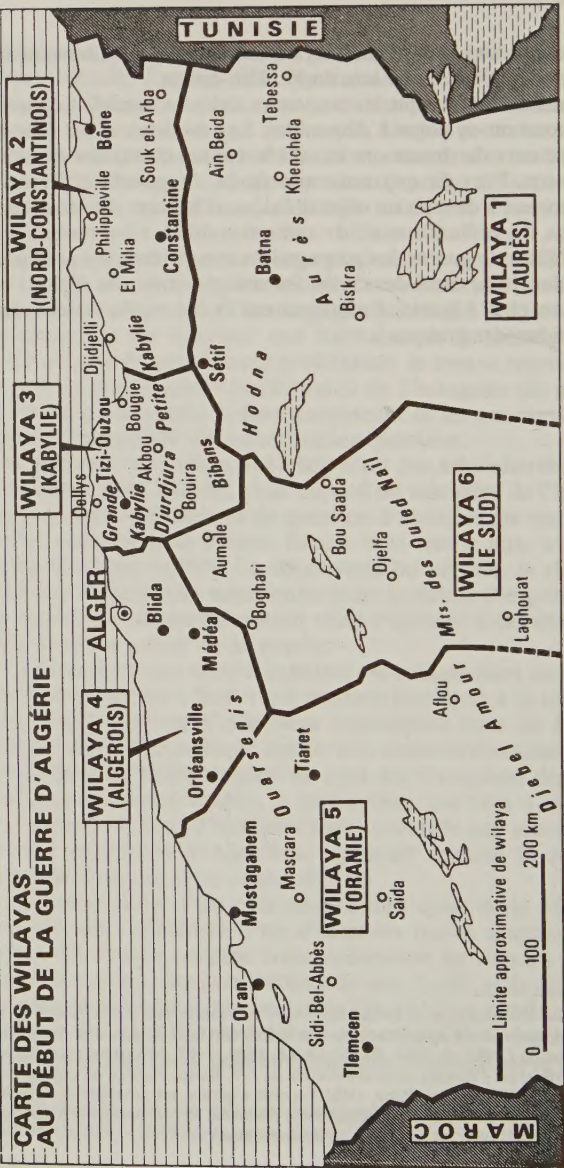 CARTE DES WILAYAS
AU DÉBUT DE LA GUERRE D'ALGÉRIE
WILAYA 4
(ALGÉROIS)
WILAYA 3
(KABYLIE)
WILAYA 2
(NORD-CONSTANTINOIS)
TUNISIE
MAROC
ALGER
Dellys
Tizi-Ouzou
Grande
Kabylie
Djurdjura
Bougie
Akbou
Petite
Kabylie
Bouira
Bibans
Djidjelli
El Milia
Philippeville
Bône
Souk el-Arba
Constantine
Sétif
Aïn Beida
Tebessa
Khenchela
Batna
Aurés
Biskra
Hodna
WILAYA 1
(AURÈS)
Blida
Médéa
Aumale
Boghari
Orléansville
Ouarsenis
Tiaret
Bou Saada
Djelfa
Mts. des Ouled Naïl
WILAYA 6
(LE SUD)
Laghouat
Aflou
Djebel Amour
Mostaganem
Mascara
WILAYA 5
(ORANIE)
Oran
Sidi-Bel-Abbès
Saïda
Tlemcen
Limite approximative de wilaya
0 100 200 km